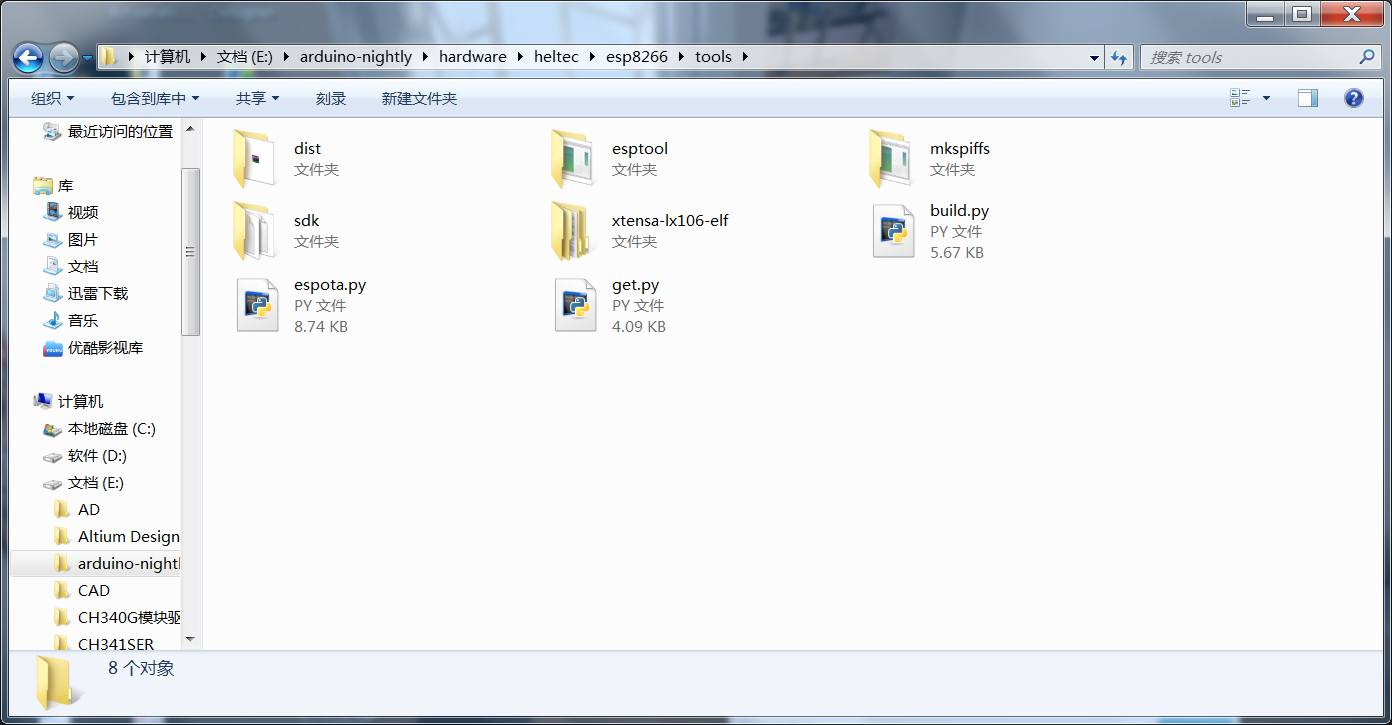 计算机 文档 (E:) arduino-nightly hardware heltec esp8266 tools
搜索 tools
组织 包含到库中 共享 刻录 新建文件夹
最近访问的位置
库
视频
图片
文档
迅雷下载
音乐
优酷影视库
计算机
本地磁盘 (C:)
软件 (D:)
文档 (E:)
AD
Altium Design
arduino-nightl
CAD
CH340G模块驱
CH341SER
dist
文件夹
esptool
文件夹
mkspiffs
文件夹
sdk
文件夹
xtensa-lx106-elf
文件夹
build.py
PY 文件
5.67 KB
espota.py
PY 文件
8.74 KB
get.py
PY 文件
4.09 KB
8 个对象